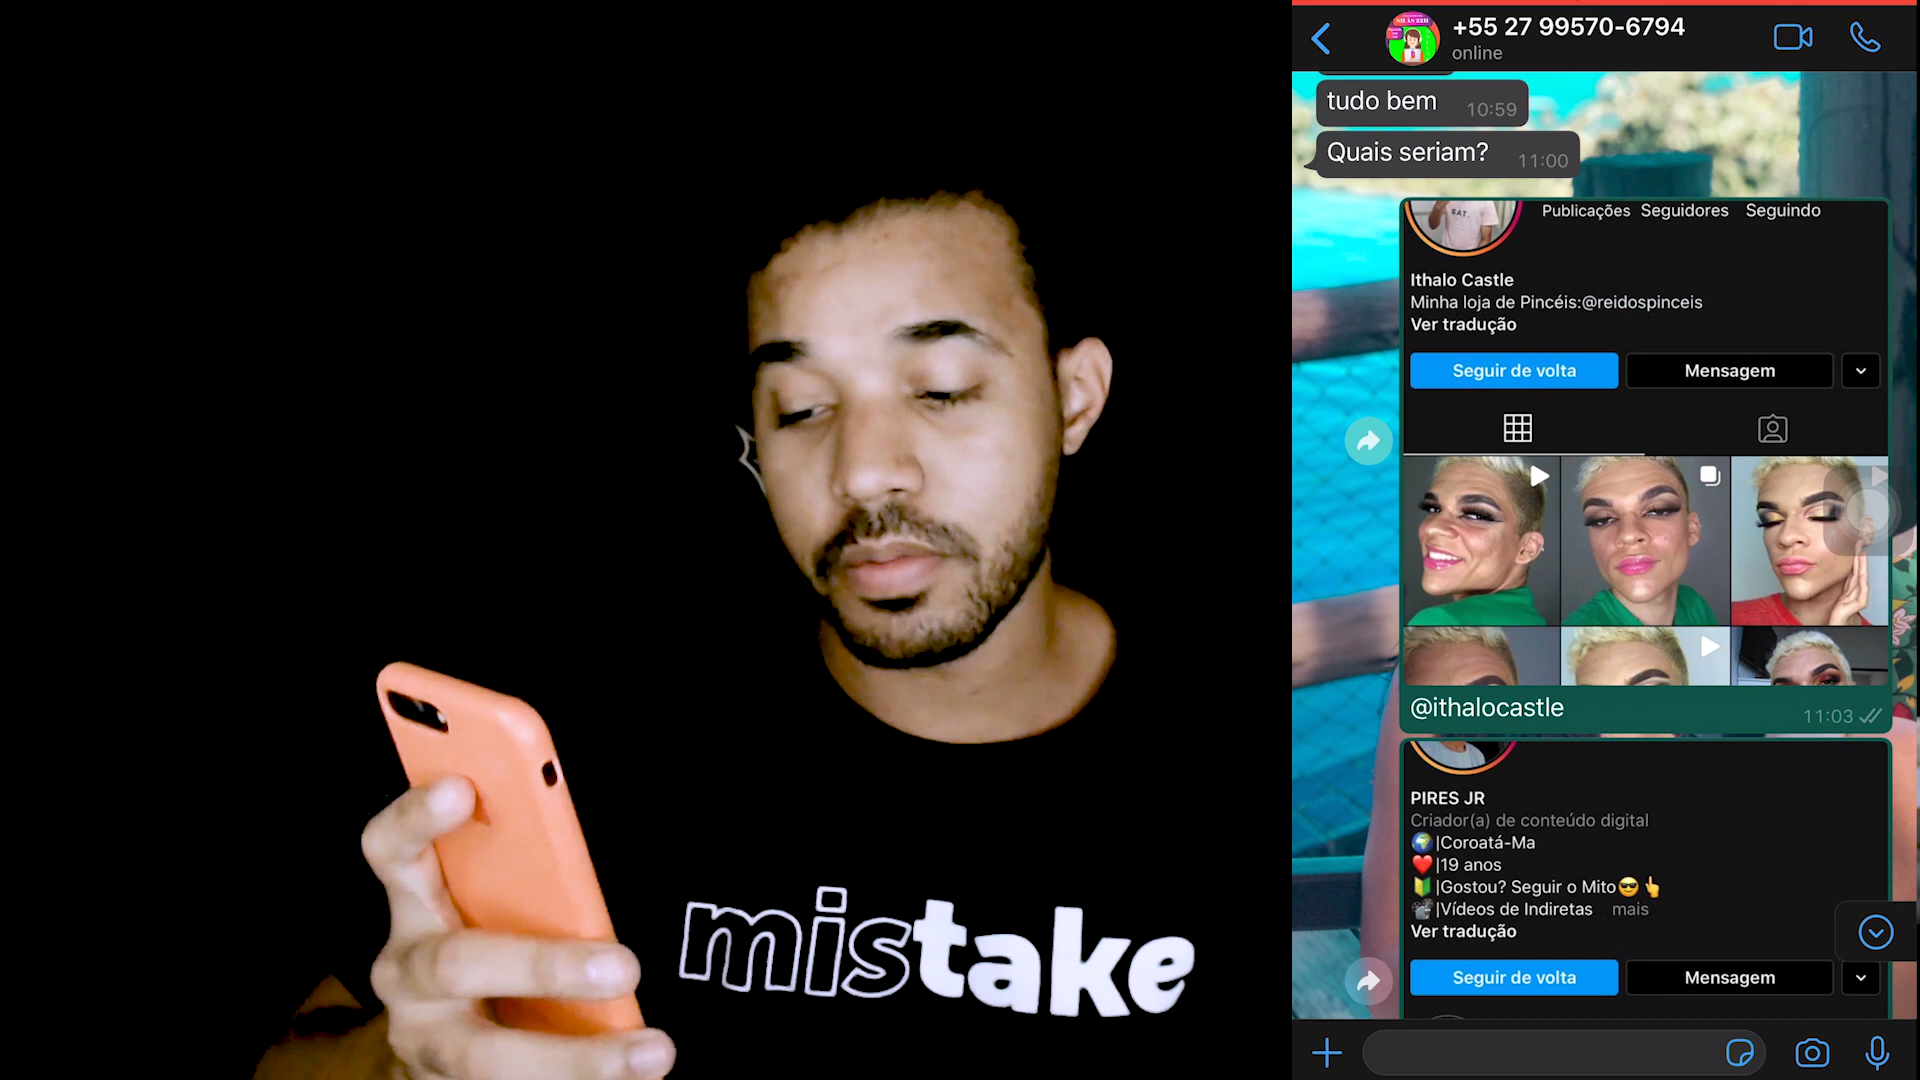 mistake
+55 27 99570-6794
online
tudo bem 10:59
Quais seriam? 11:00
SAT.
Publicações Seguidores Seguindo
Ithalo Castle
Minha loja de Pincéis:@reidospinceis
Ver tradução
Seguir de volta Mensagem
@ithalocastle
11:03
PIRES JR
Criador(a) de conteúdo digital
|Coroatá-Ma
|19 anos
|Gostou? Seguir o Mito
|Vídeos de Indiretas mais
Ver tradução
Seguir de volta Mensagem